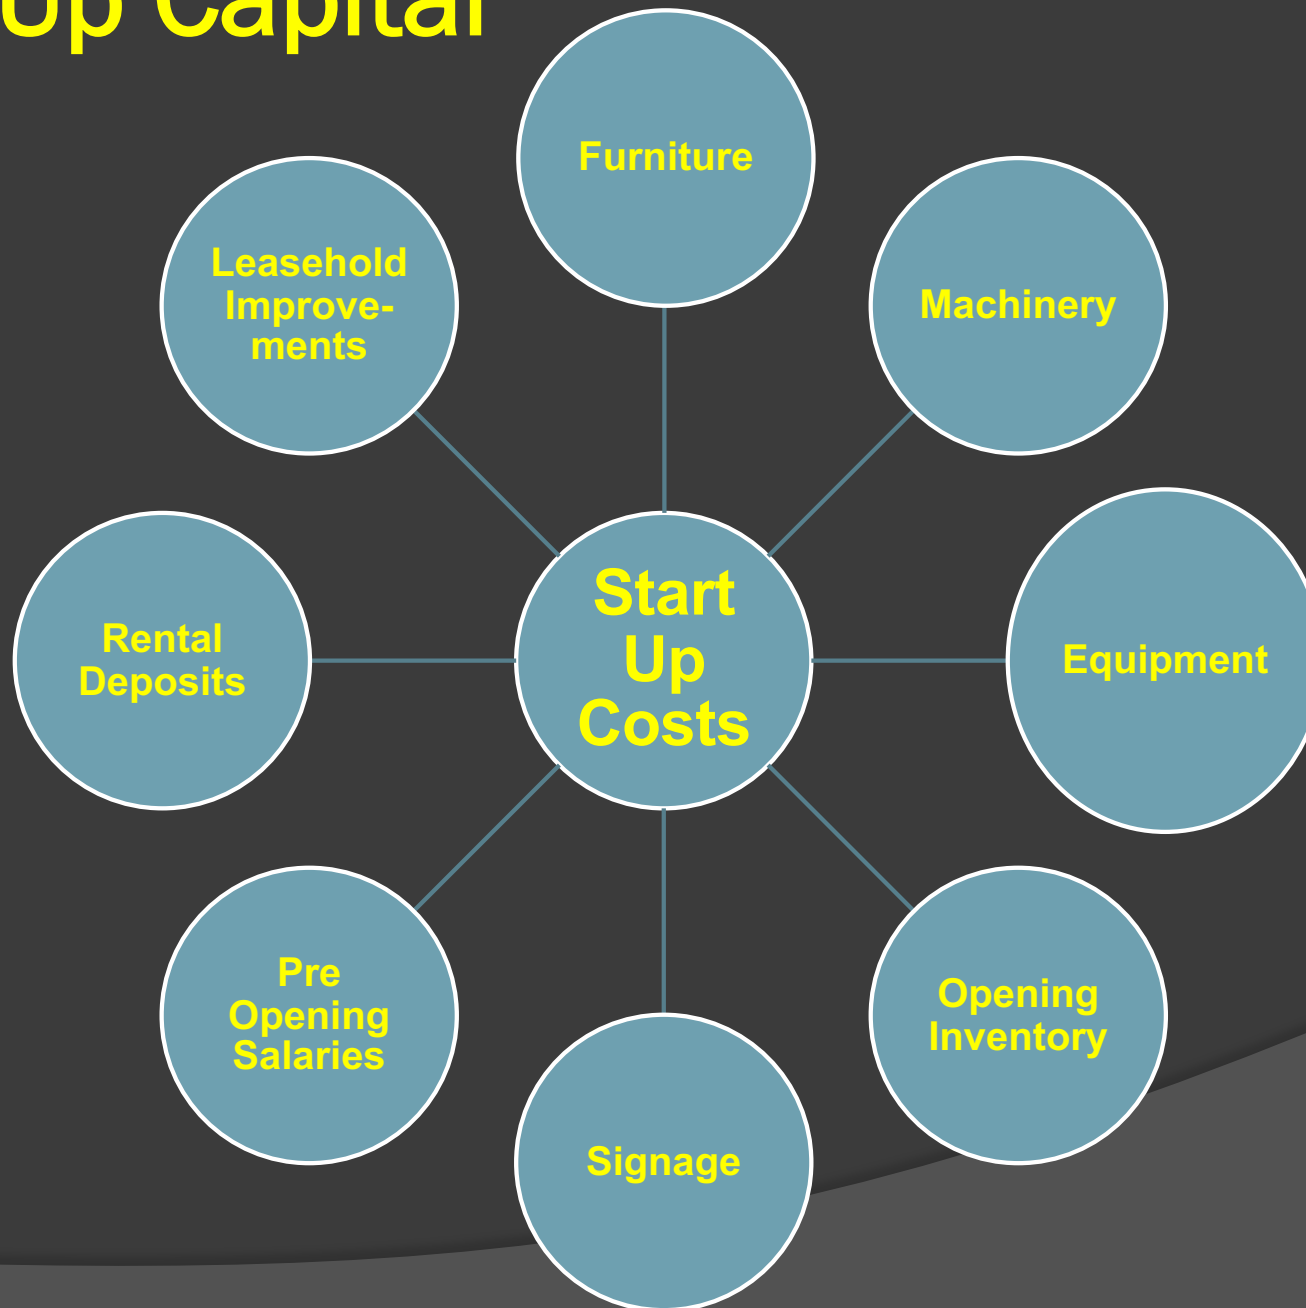 Up Capital
Furniture
Machinery
Equipment
Opening
Inventory
Signage
Pre
Opening
Salaries
Rental
Deposits
Leasehold
Improve-
ments
Start
Up
Costs